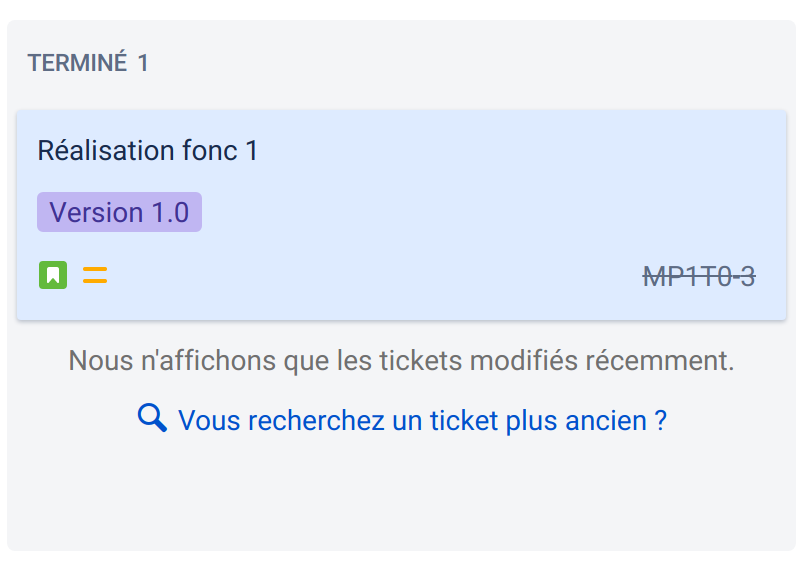 TERMINÉ 1
Réalisation fonc 1
Version 1.0
MP1T0-3
Nous n'affichons que les tickets modifiés récemment.
Vous recherchez un ticket plus ancien ?